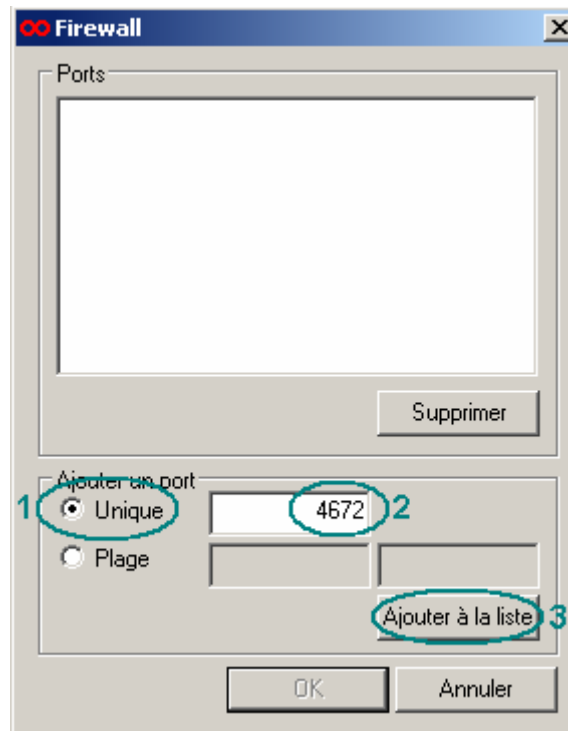 Firewall
Ports
Supprimer
Ajouter un port
1 Unique 4672 2
Plage
Ajouter à la liste 3
OK Annuler